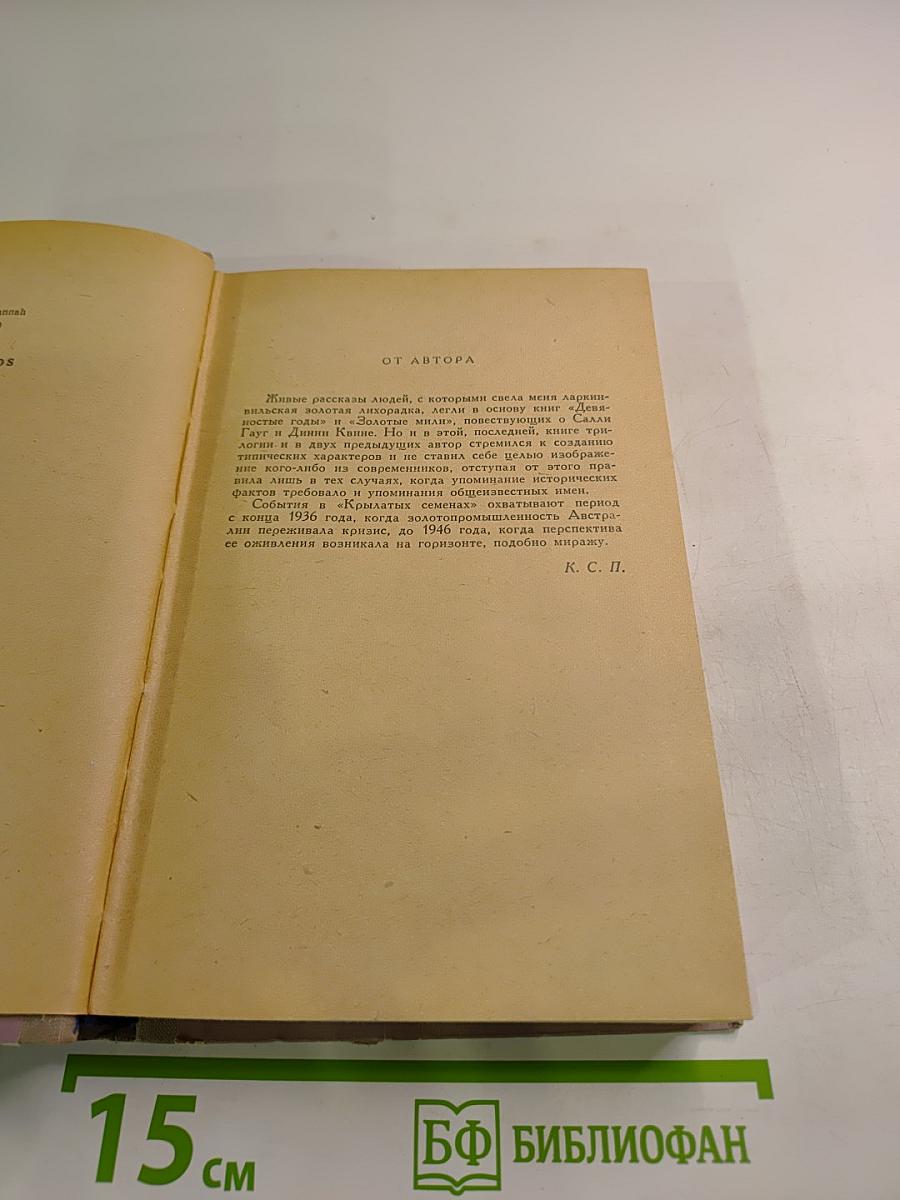 ОТ АВТОРА
Живые рассказы людей, с которыми свела меня ларкин-
вильская золотая лихорадка, легли в основу книг «Девя-
ностые годы» и «Золотые мили», повествующих о Салли
Гауг и Динни Квине. Но и в этой, последней, книге три-
логии и в двух предыдущих автор стремился к созданию
типических характеров и не ставил себе целью изображе-
ние кого-либо из современников, отступая от этого пра-
вила лишь в тех случаях, когда упоминание исторических
фактов требовало и упоминания общеизвестных имен.
События в «Крылатых семенах» охватывают период
с конца 1936 года, когда золотопромышленность Австра-
лии переживала кризис, до 1946 года, когда перспектива
ее оживления возникала на горизонте, подобно миражу.
К. С. П.
15 см
БФ БИБЛИОФАН